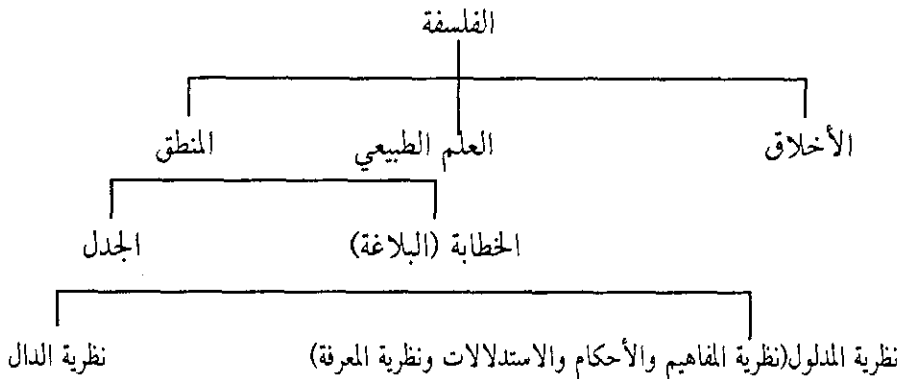 الفلسفة
الأخلاق العلم الطبيعي المنطق
الخطابة (البلاغة) الجدل
نظرية المدلول(نظرية المفاهيم والأحكام والاستدلالات ونظرية المعرفة) نظرية الدال